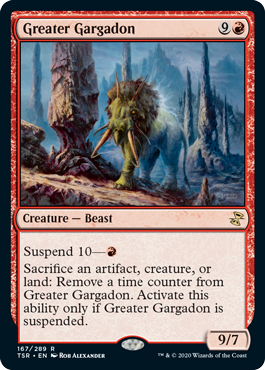 Greater Gargadon 9
Creature — Beast
Suspend 10—
Sacrifice an artifact, creature, or
land: Remove a time counter from
Greater Gargadon. Activate this
ability only if Greater Gargadon is
suspended.
9/7
167/289 R
TSR • EN Rob Alexander
™ & © 2020 Wizards of the Coast